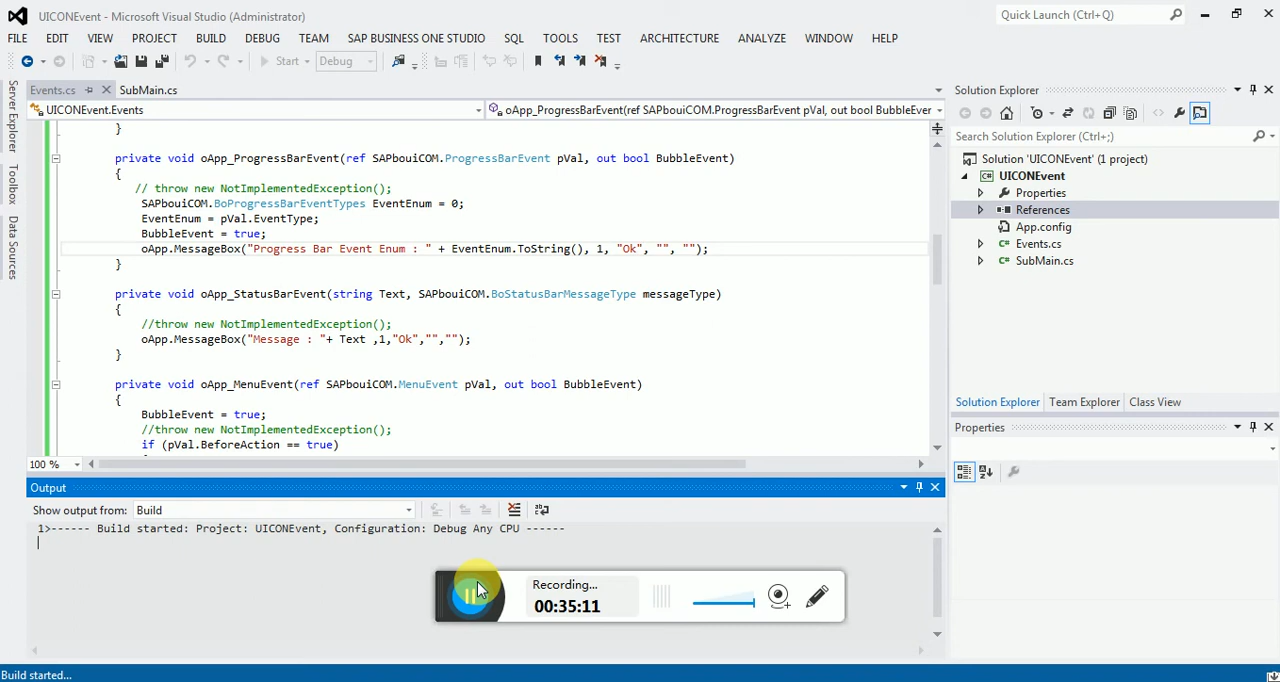 UICONEvent - Microsoft Visual Studio (Administrator)
Quick Launch (Ctrl+Q)
FILE EDIT VIEW PROJECT BUILD DEBUG TEAM SAP BUSINESS ONE STUDIO SQL TOOLS TEST ARCHITECTURE ANALYZE WINDOW HELP
Start Debug
Server Explorer
Toolbox
Data Sources
Events.cs SubMain.cs
UICONEvent.Events
oApp_ProgressBarEvent(ref SAPbouiCOM.ProgressBarEvent pVal, out bool BubbleEver
}
private void oApp_ProgressBarEvent(ref SAPbouiCOM.ProgressBarEvent pVal, out bool BubbleEvent)
{
// throw new NotImplementedException();
SAPbouiCOM.BoProgressBarEventTypes EventEnum = 0;
EventEnum = pVal.EventType;
BubbleEvent = true;
oApp.MessageBox("Progress Bar Event Enum : " + EventEnum.ToString(), 1, "Ok", "", "");
}
private void oApp_StatusBarEvent(string Text, SAPbouiCOM.BoStatusBarMessageType messageType)
{
//throw new NotImplementedException();
oApp.MessageBox("Message : "+ Text ,1,"Ok","","");
}
private void oApp_MenuEvent(ref SAPbouiCOM.MenuEvent pVal, out bool BubbleEvent)
{
BubbleEvent = true;
//throw new NotImplementedException();
if (pVal.BeforeAction == true)
100 %
Solution Explorer
Search Solution Explorer (Ctrl+;)
Solution 'UICONEvent' (1 project)
UICONEvent
Properties
References
App.config
Events.cs
SubMain.cs
Solution Explorer Team Explorer Class View
Properties
Output
Show output from: Build
1>------ Build started: Project: UICONEvent, Configuration: Debug Any CPU ------
Recording...
00:35:11
Build started...